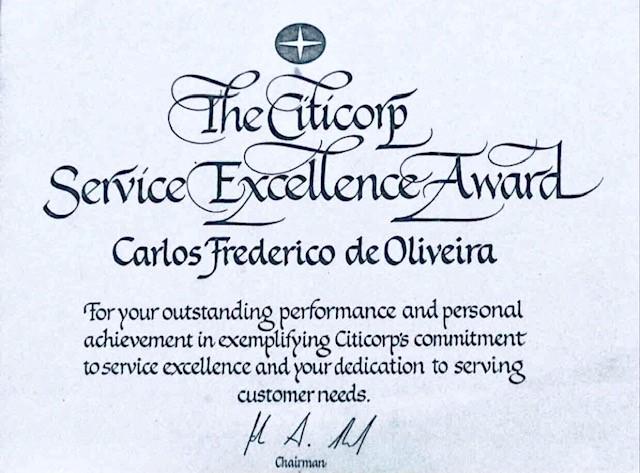 The Citicorp
Service Excellence Award
Carlos Frederico de Oliveira
For your outstanding performance and personal
achievement in exemplifying Citicorp's commitment
to service excellence and your dedication to serving
customer needs.
Chairman